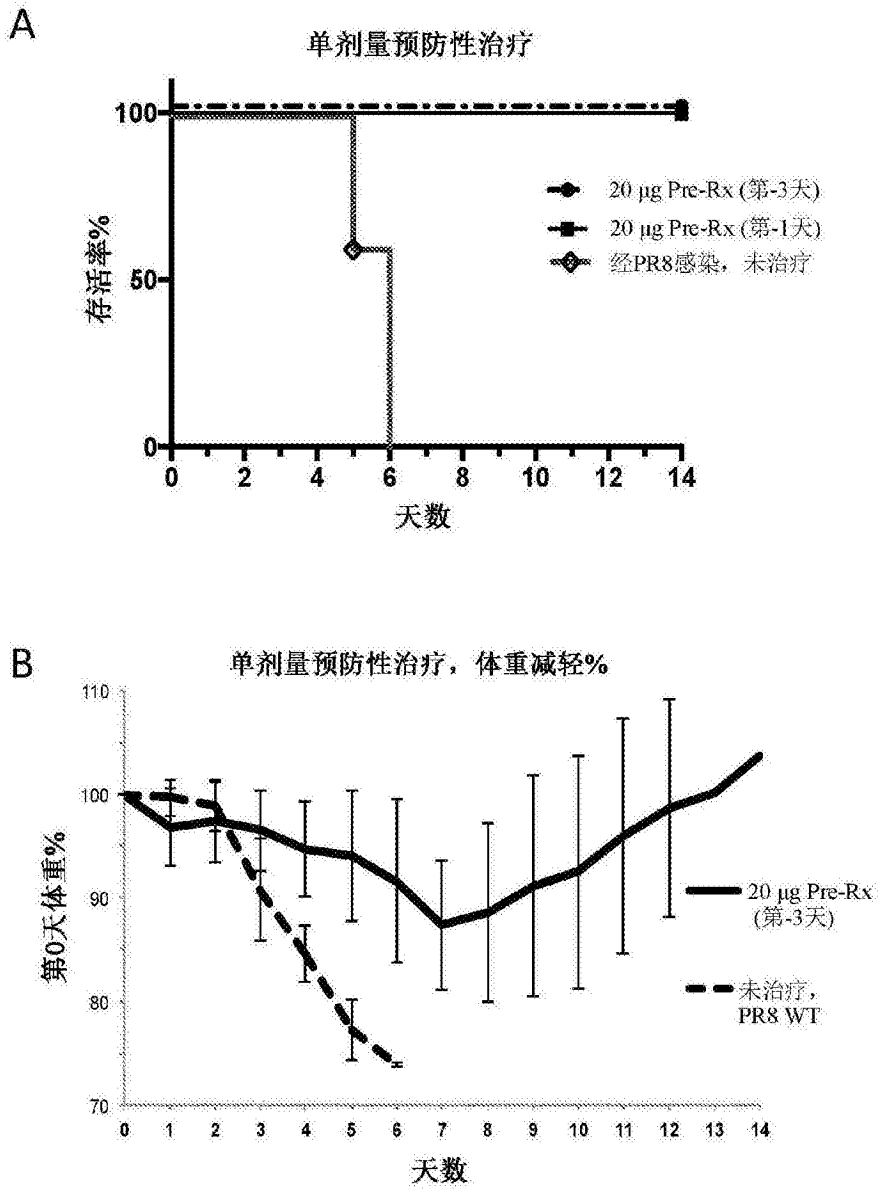 A
单剂量预防性治疗
存活率%
100
50
0
20 μg Pre-Rx (第-3天)
20 μg Pre-Rx (第-1天)
经PR8感染，未治疗
0 2 4 6 8 10 12 14
天数
B
单剂量预防性治疗，体重减轻%
第0天体重%
110
100
90
80
70
20 μg Pre-Rx
(第-3天)
未治疗，
PR8 WT
0 1 2 3 4 5 6 7 8 9 10 11 12 13 14
天数